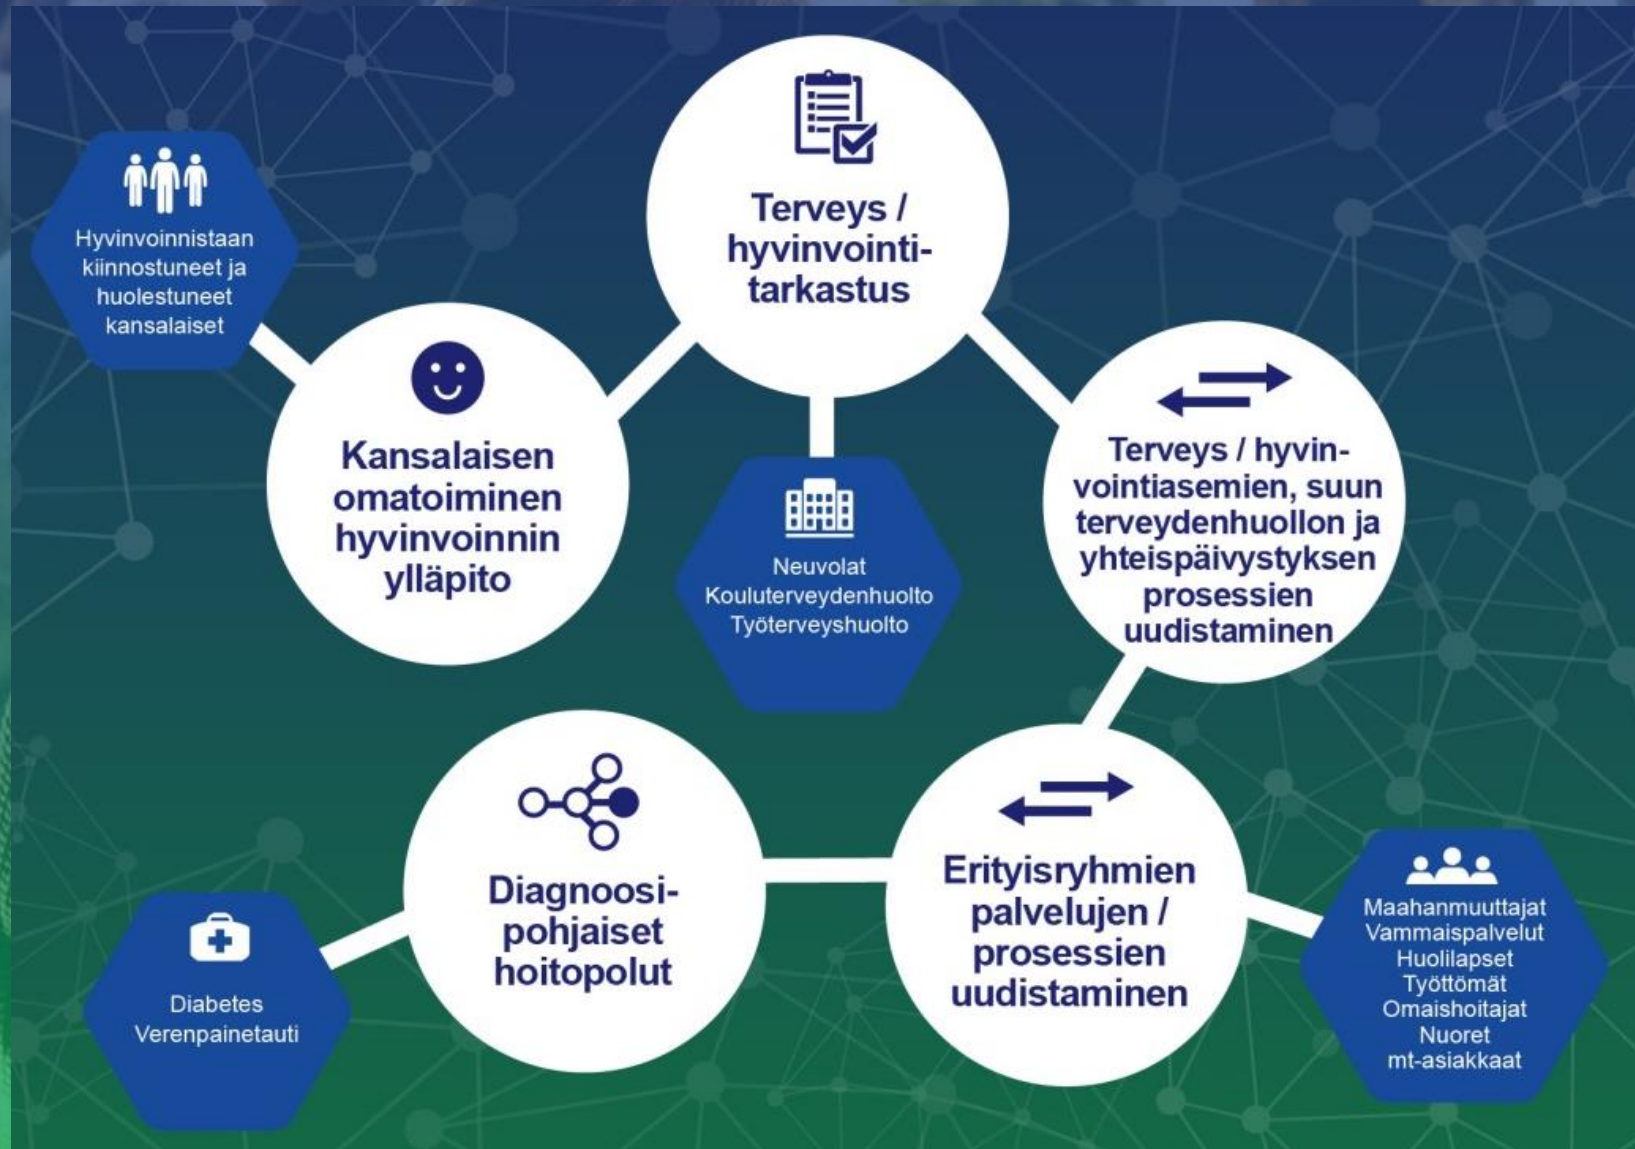 Terveys /
hyvinvointi-
tarkastus
Hyvinvoinnistaan
kiinnostuneet ja
huolestuneet
kansalaiset
Kansalaisen
omatoiminen
hyvinvoinnin
ylläpito
Terveys / hyvin-
vointiasemien, suun
terveydenhuollon ja
yhteispäivystyksen
prosessien
uudistaminen
Neuvolat
Kouluterveydenhuolto
Työterveyshuolto
Diagnoosi-
pohjaiset
hoitopolut
Erityisryhmien
palvelujen /
prosessien
uudistaminen
Diabetes
Verenpainetauti
Maahanmuuttajat
Vammaispalvelut
Huolilapset
Työttömät
Omaishoitajat
Nuoret
mt-asiakkaat